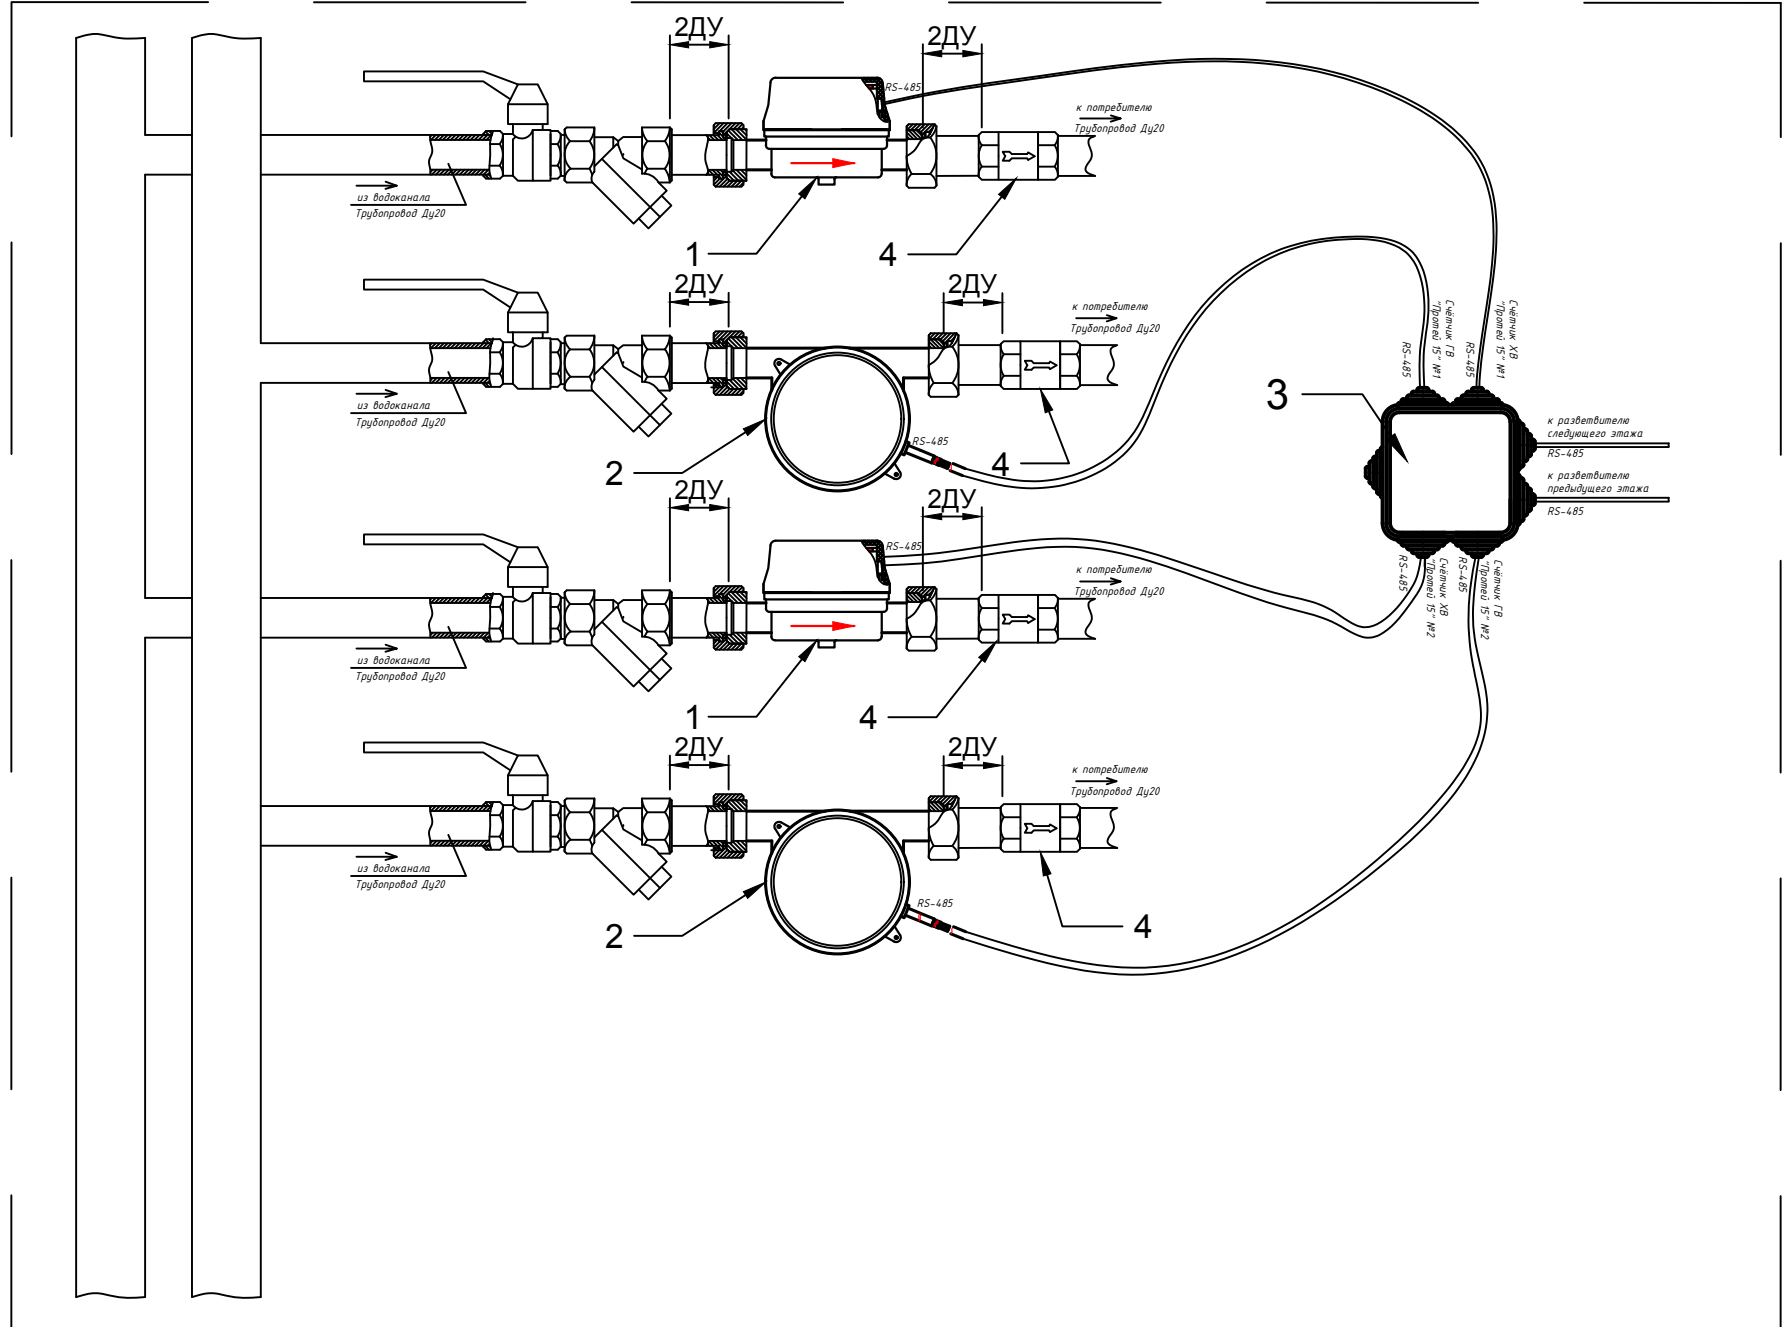 2ДУ
2ДУ
RS-485
к потребителю
Трубопровод Ду20
из водоканала
Трубопровод Ду20
1
4
2ДУ
2ДУ
к потребителю
Трубопровод Ду20
из водоканала
Трубопровод Ду20
RS-485
2
4
Счётчик ГВ
"Протей 15" №1
RS-485
Счётчик ХВ
"Протей 15" №1
RS-485
3
к разветвителю
следующего этажа
RS-485
к разветвителю
предыдущего этажа
RS-485
Счётчик ХВ
"Протей 15" №2
RS-485
Счётчик ГВ
"Протей 15" №2
RS-485
2ДУ
2ДУ
RS-485
к потребителю
Трубопровод Ду20
из водоканала
Трубопровод Ду20
1
4
2ДУ
2ДУ
к потребителю
Трубопровод Ду20
из водоканала
Трубопровод Ду20
RS-485
2
4